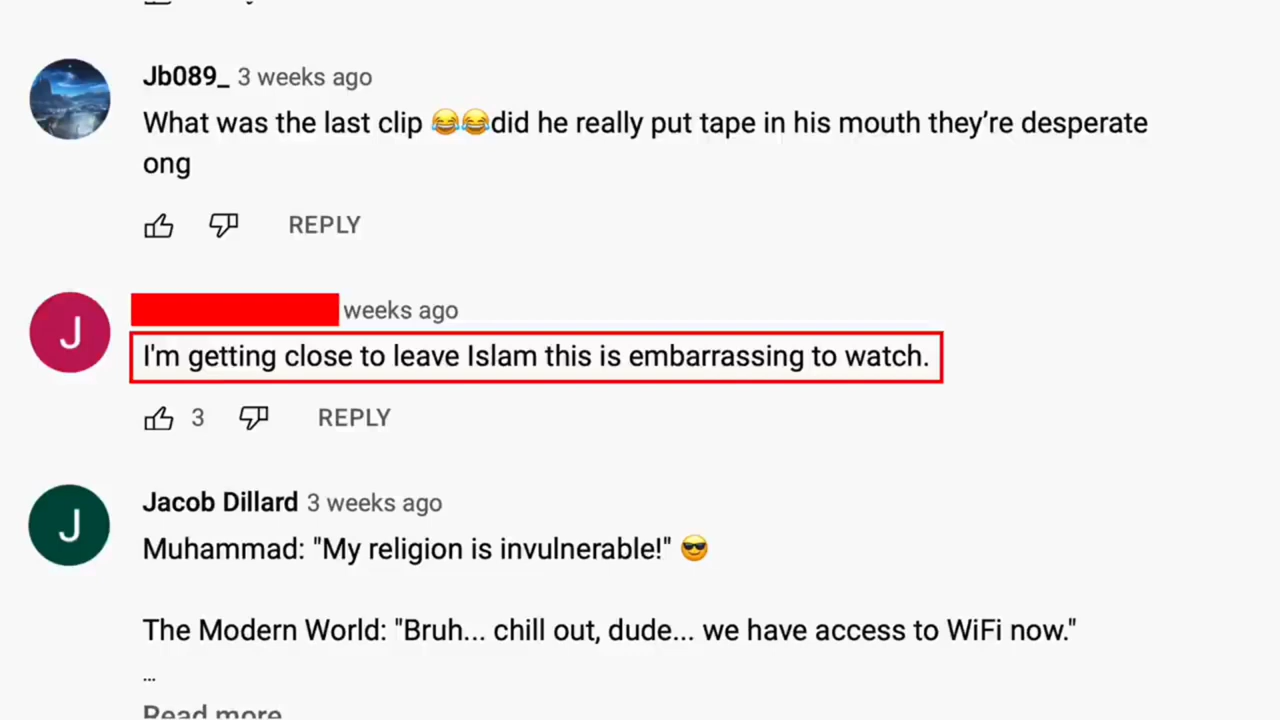 Jb089_ 3 weeks ago
What was the last clip 😂😂did he really put tape in his mouth they’re desperate
ong
REPLY
J
weeks ago
I'm getting close to leave Islam this is embarrassing to watch.
3 REPLY
J
Jacob Dillard 3 weeks ago
Muhammad: "My religion is invulnerable!" 😎
The Modern World: "Bruh... chill out, dude... we have access to WiFi now."
...
Read more